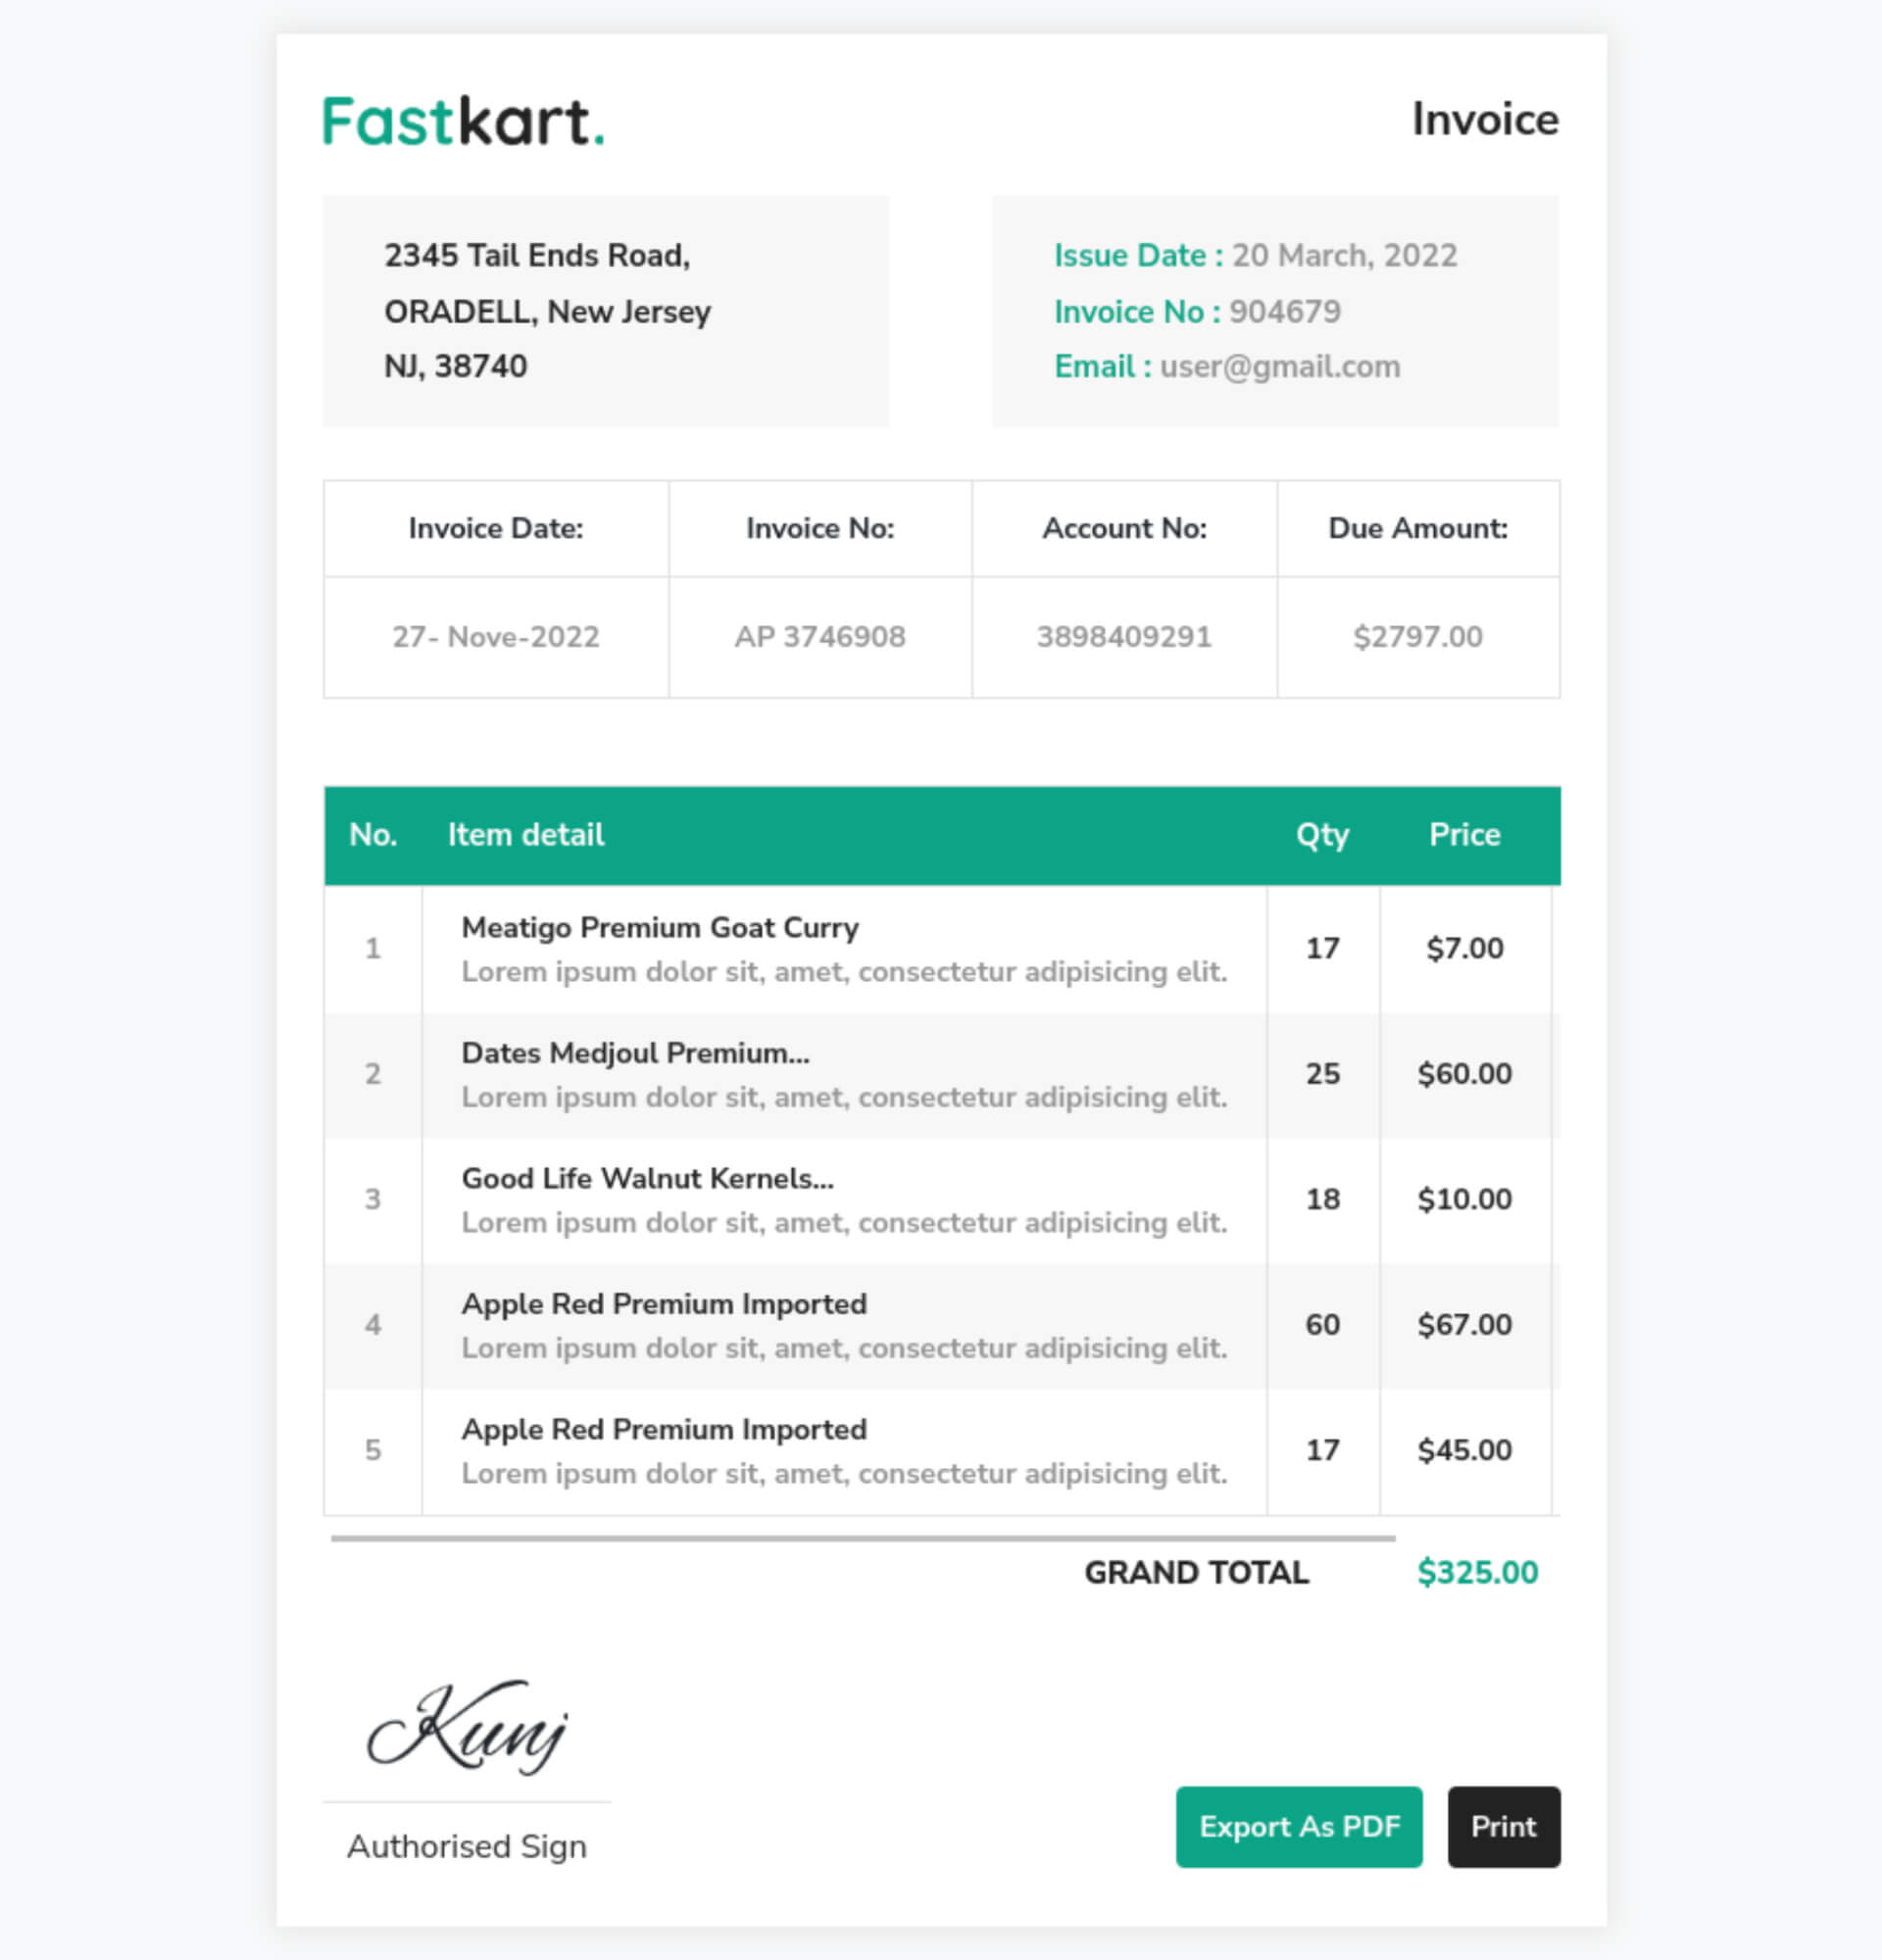 Fastkart.
Invoice
2345 Tail Ends Road,
ORADELL, New Jersey
NJ, 38740
Issue Date : 20 March, 2022
Invoice No : 904679
Email : user@gmail.com
Invoice Date: Invoice No: Account No: Due Amount:
27- Nove-2022 AP 3746908 3898409291 $2797.00
No. Item detail Qty Price
1 Meatigo Premium Goat Curry 17 $7.00
Lorem ipsum dolor sit, amet, consectetur adipisicing elit.
2 Dates Medjoul Premium... 25 $60.00
Lorem ipsum dolor sit, amet, consectetur adipisicing elit.
3 Good Life Walnut Kernels... 18 $10.00
Lorem ipsum dolor sit, amet, consectetur adipisicing elit.
4 Apple Red Premium Imported 60 $67.00
Lorem ipsum dolor sit, amet, consectetur adipisicing elit.
5 Apple Red Premium Imported 17 $45.00
Lorem ipsum dolor sit, amet, consectetur adipisicing elit.
GRAND TOTAL $325.00
Kunj
Authorised Sign
Export As PDF Print